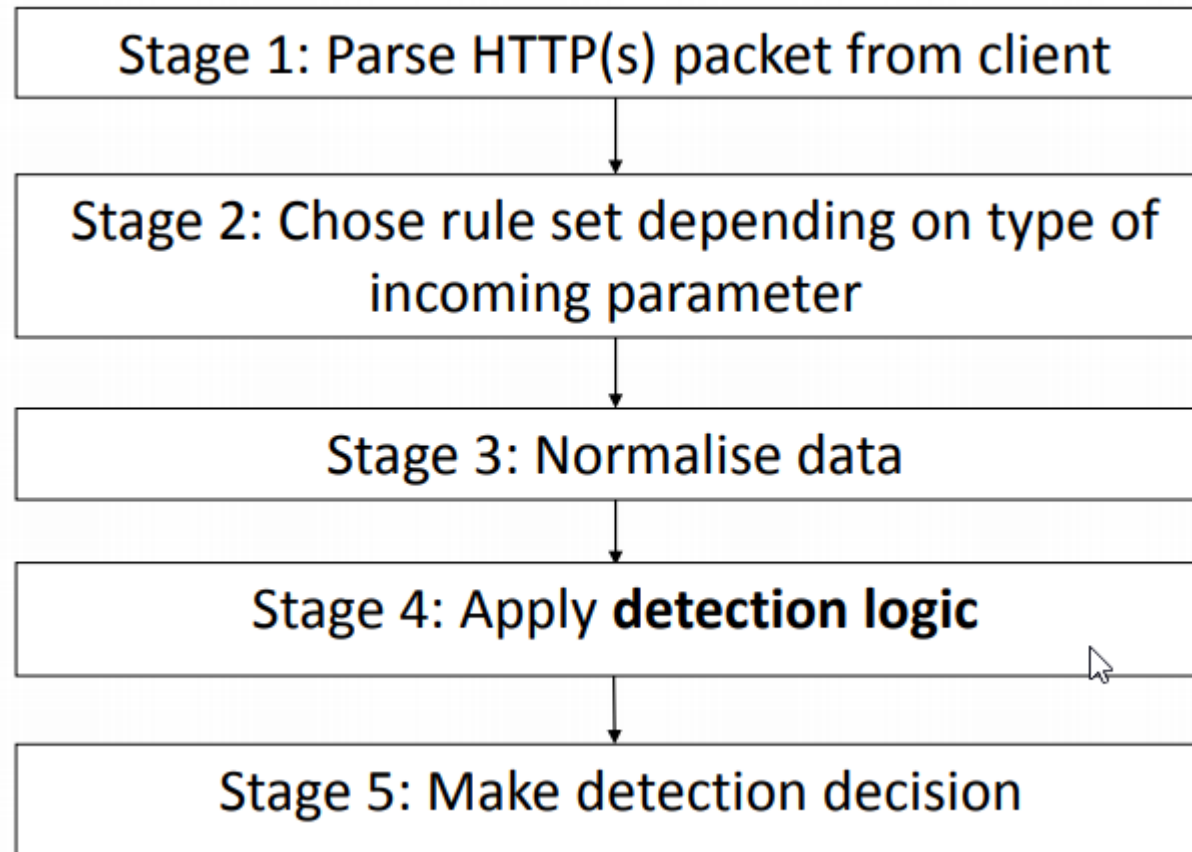 Stage 1: Parse HTTP(s) packet from client
Stage 2: Chose rule set depending on type of
incoming parameter
Stage 3: Normalise data
Stage 4: Apply detection logic
Stage 5: Make detection decision